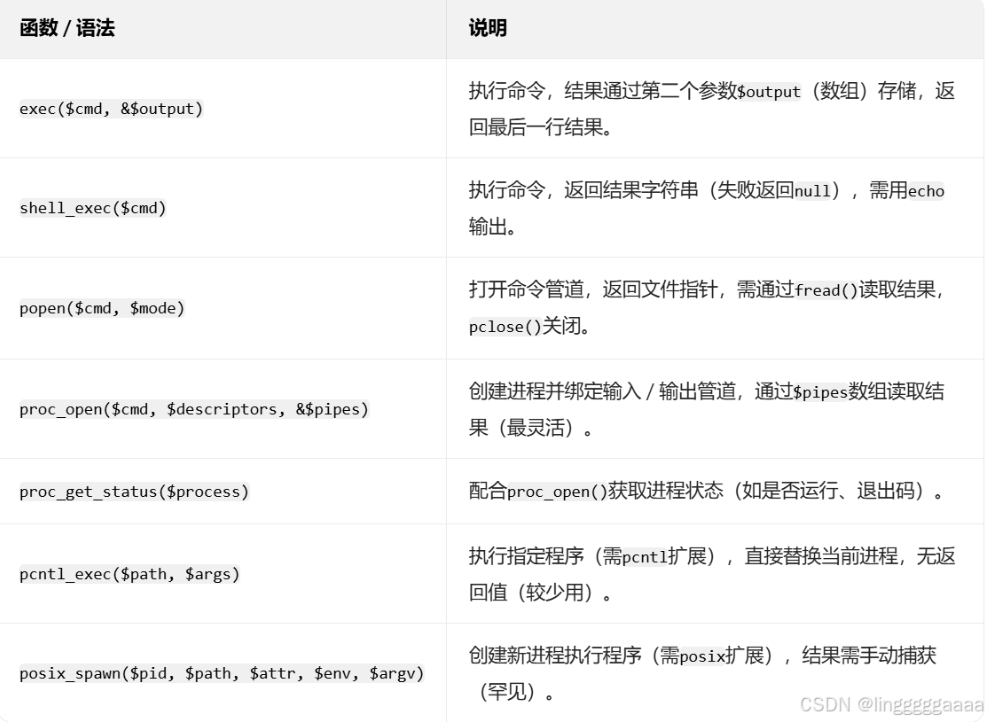 函数 / 语法
说明
exec($cmd, &$output)
执行命令，结果通过第二个参数$output（数组）存储，返
回最后一行结果。
shell_exec($cmd)
执行命令，返回结果字符串（失败返回null），需用echo
输出。
popen($cmd, $mode)
打开命令管道，返回文件指针，需通过fread()读取结果，
pclose()关闭。
proc_open($cmd, $descriptors, &$pipes)
创建进程并绑定输入 / 输出管道，通过$pipes数组读取结
果（最灵活）。
proc_get_status($process)
配合proc_open()获取进程状态（如是否运行、退出码）。
pcntl_exec($path, $args)
执行指定程序（需pcntl扩展），直接替换当前进程，无返
回值（较少用）。
posix_spawn($pid, $path, $attr, $env, $argv)
创建新进程执行程序（需posix扩展），结果需手动捕获
（罕见）。
CSDN @lingggggaaaa